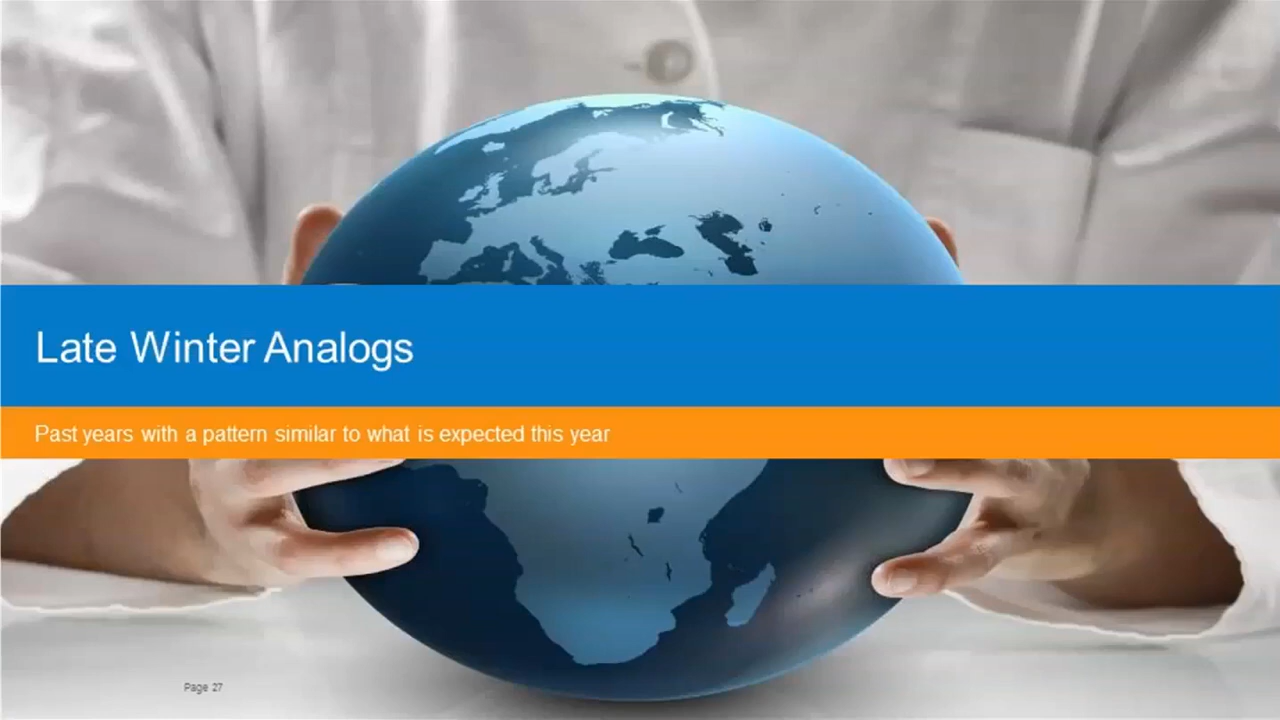 Late Winter Analogs
Past years with a pattern similar to what is expected this year
Page 27